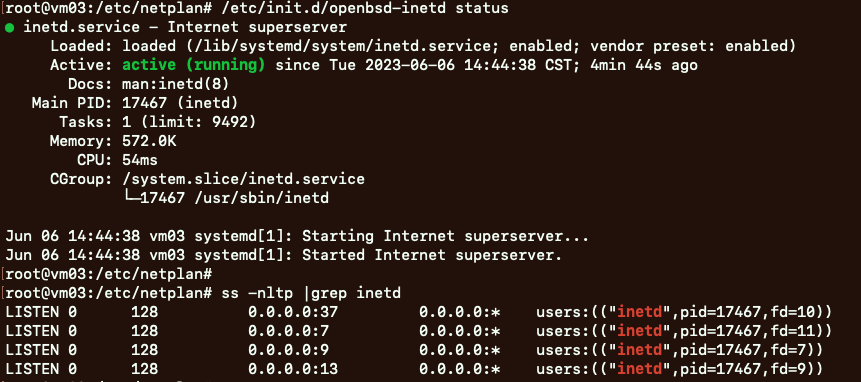 [root@vm03:/etc/netplan# /etc/init.d/openbsd-inetd status
● inetd.service - Internet superserver
     Loaded: loaded (/lib/systemd/system/inetd.service; enabled; vendor preset: enabled)
     Active: active (running) since Tue 2023-06-06 14:44:38 CST; 4min 44s ago
       Docs: man:inetd(8)
   Main PID: 17467 (inetd)
      Tasks: 1 (limit: 9492)
     Memory: 572.0K
        CPU: 54ms
     CGroup: /system.slice/inetd.service
             └─17467 /usr/sbin/inetd

Jun 06 14:44:38 vm03 systemd[1]: Starting Internet superserver...
Jun 06 14:44:38 vm03 systemd[1]: Started Internet superserver.
[root@vm03:/etc/netplan#
[root@vm03:/etc/netplan# ss -nltp |grep inetd
LISTEN 0      128          0.0.0.0:37        0.0.0.0:*    users:(("inetd",pid=17467,fd=10))
LISTEN 0      128          0.0.0.0:7         0.0.0.0:*    users:(("inetd",pid=17467,fd=11))
LISTEN 0      128          0.0.0.0:9         0.0.0.0:*    users:(("inetd",pid=17467,fd=7))
LISTEN 0      128          0.0.0.0:13        0.0.0.0:*    users:(("inetd",pid=17467,fd=9))